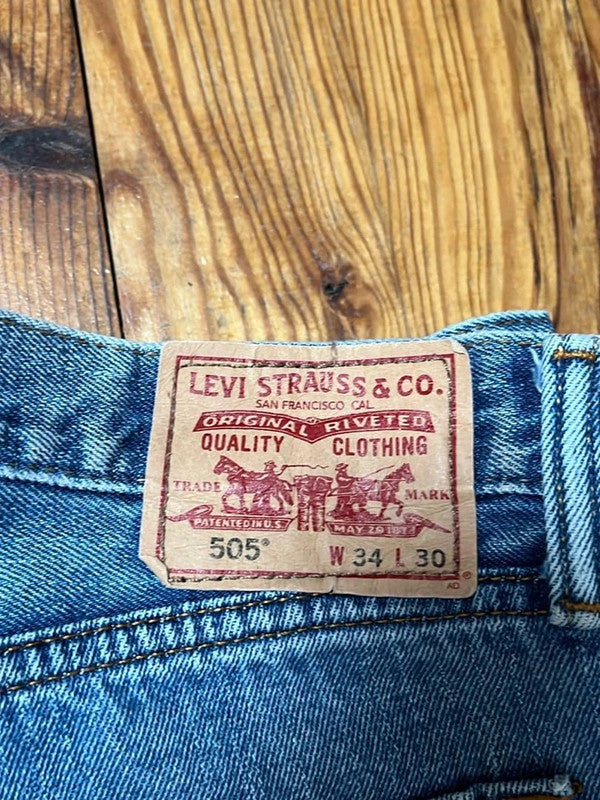 LEVI STRAUSS & CO.
SAN FRANCISCO CAL
ORIGINAL RIVETED
QUALITY CLOTHING
TRADE MARK
PATENTED IN U.S. MAY 20 1873
505® W 34 L 30
AD ®